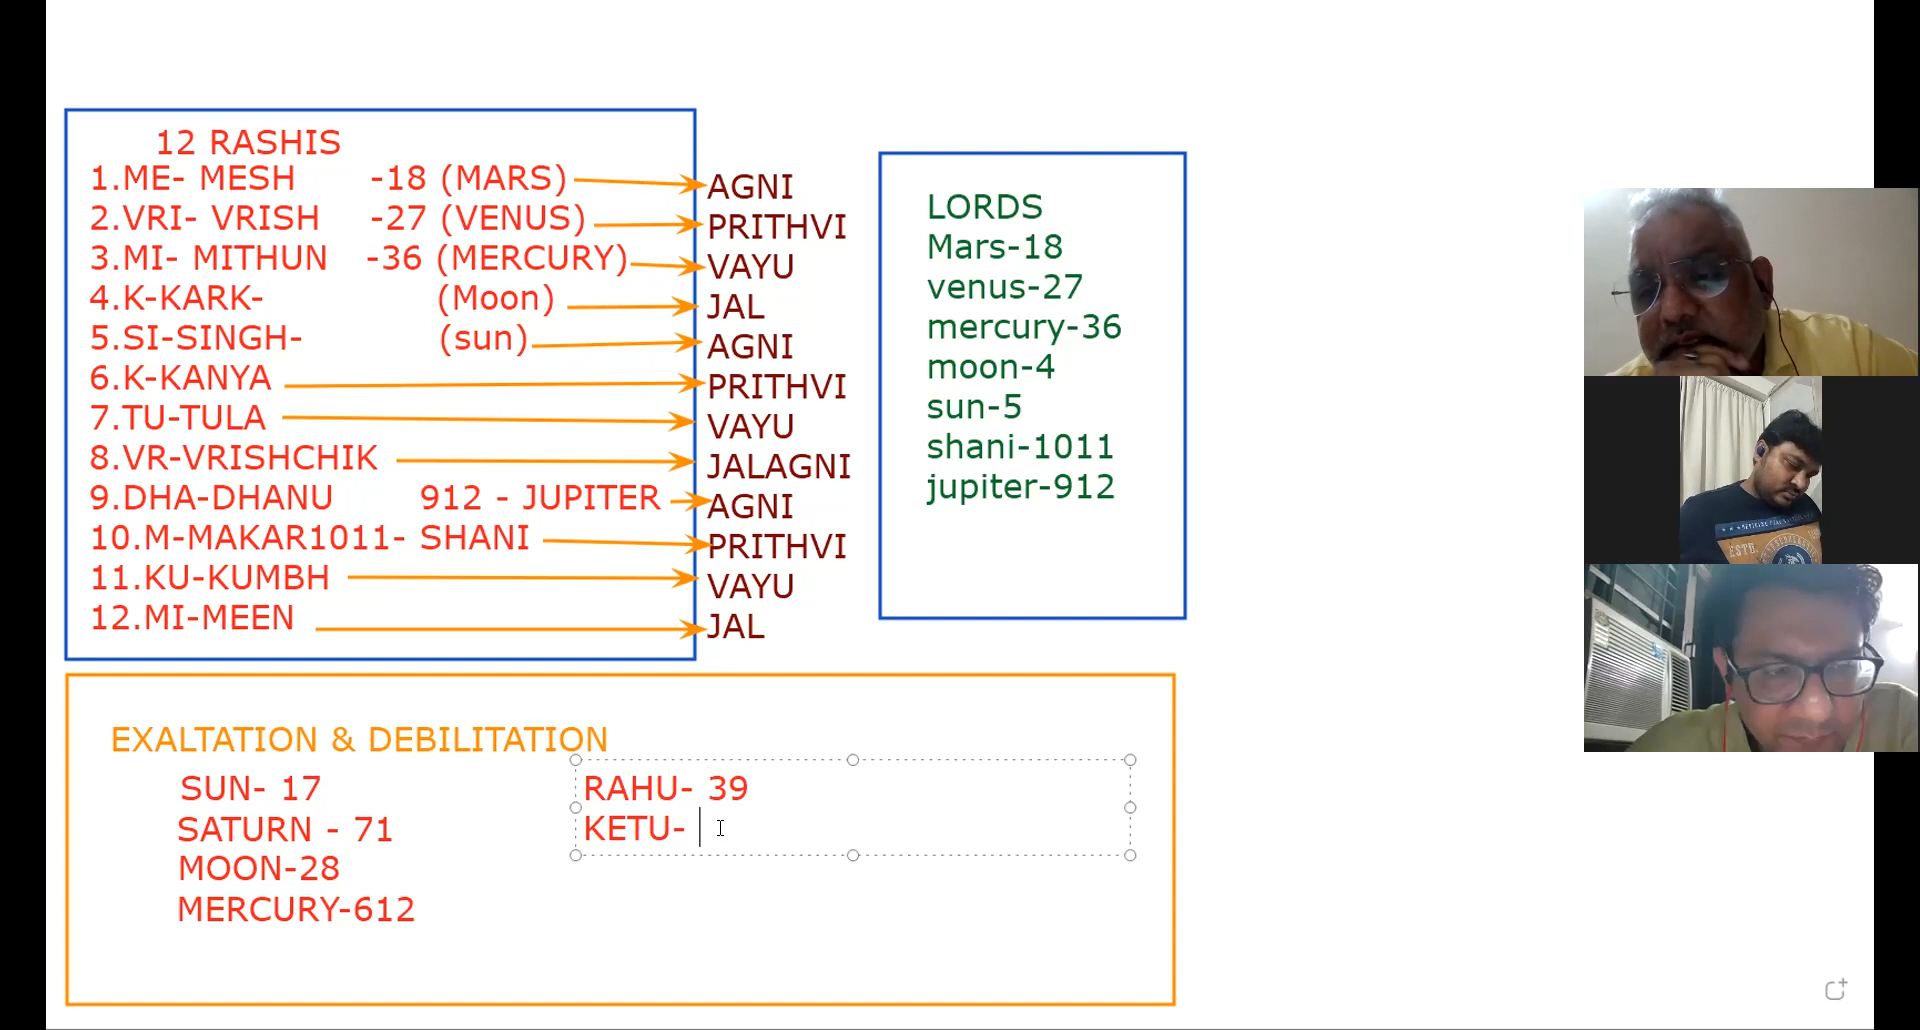 12 RASHIS
1.ME- MESH -18 (MARS) AGNI
2.VRI- VRISH -27 (VENUS) PRITHVI
3.MI- MITHUN -36 (MERCURY) VAYU
4.K-KARK- (Moon) JAL
5.SI-SINGH- (sun) AGNI
6.K-KANYA PRITHVI
7.TU-TULA VAYU
8.VR-VRISHCHIK JALAGNI
9.DHA-DHANU 912 - JUPITER AGNI
10.M-MAKAR1011- SHANI PRITHVI
11.KU-KUMBH VAYU
12.MI-MEEN JAL
LORDS
Mars-18
venus-27
mercury-36
moon-4
sun-5
shani-1011
jupiter-912
EXALTATION & DEBILITATION
SUN- 17
SATURN - 71
MOON-28
MERCURY-612
RAHU- 39
KETU-
ESTD.